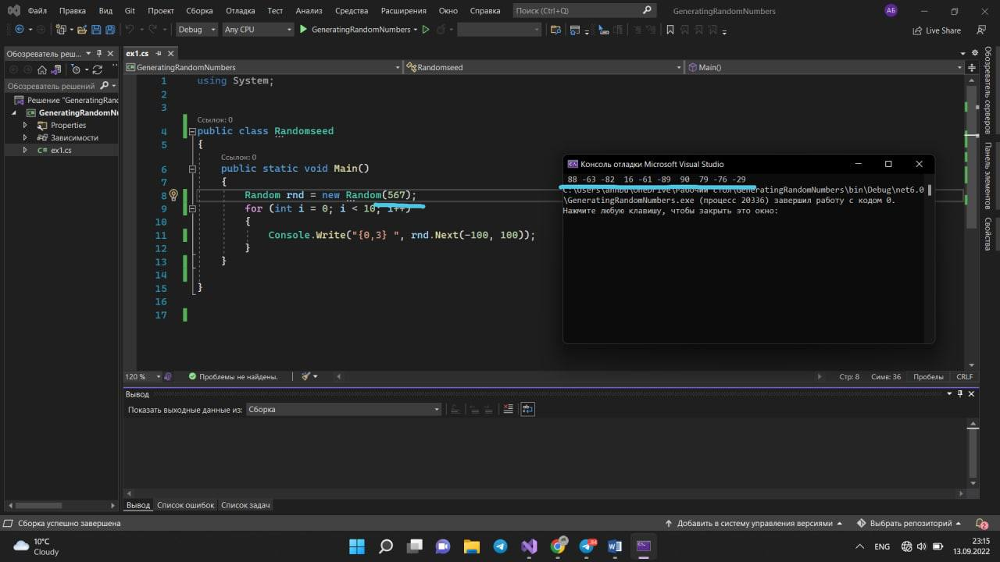 Файл Правка Вид Git Проект Сборка Отладка Тест Анализ Средства Расширения Окно Справка Поиск (Ctrl+Q) GeneratingRandomNumbers АБ
Debug Any CPU GeneratingRandomNumbers Live Share
Обозреватель реш...
Обозреватель решений
Решение "GeneratingRand
GeneratingRandomN
Properties
Зависимости
C# ex1.cs
ex1.cs
GeneratingRandomNumbers Randomseed Main()
1 using System;
2
3
Ссылок: 0
4 public class Randomseed
5 {
Ссылок: 0
6 public static void Main()
7 {
8 Random rnd = new Random(567);
9 for (int i = 0; i < 10; i++)
10 {
11 Console.Write("{0,3} ", rnd.Next(-100, 100));
12 }
13 }
14
15 }
16
17
Консоль отладки Microsoft Visual Studio
88 -63 -82 16 -61 -89 90 79 -76 -29
\GeneratingRandomNumbers\bin\Debug\net6.0
\GeneratingRandomNumbers.exe (процесс 20336) завершил работу с кодом 0.
Нажмите любую клавишу, чтобы закрыть это окно:
Обозреватель серверов
Панель элементов
Свойства
120 % Проблемы не найдены. Стр: 8 Симв: 36 Пробелы CRLF
Вывод
Показать выходные данные из: Сборка
Вывод Список ошибок Список задач
Сборка успешно завершена Добавить в систему управления версиями Выбрать репозиторий 2
10°C
Cloudy
ENG
23:15
13.09.2022